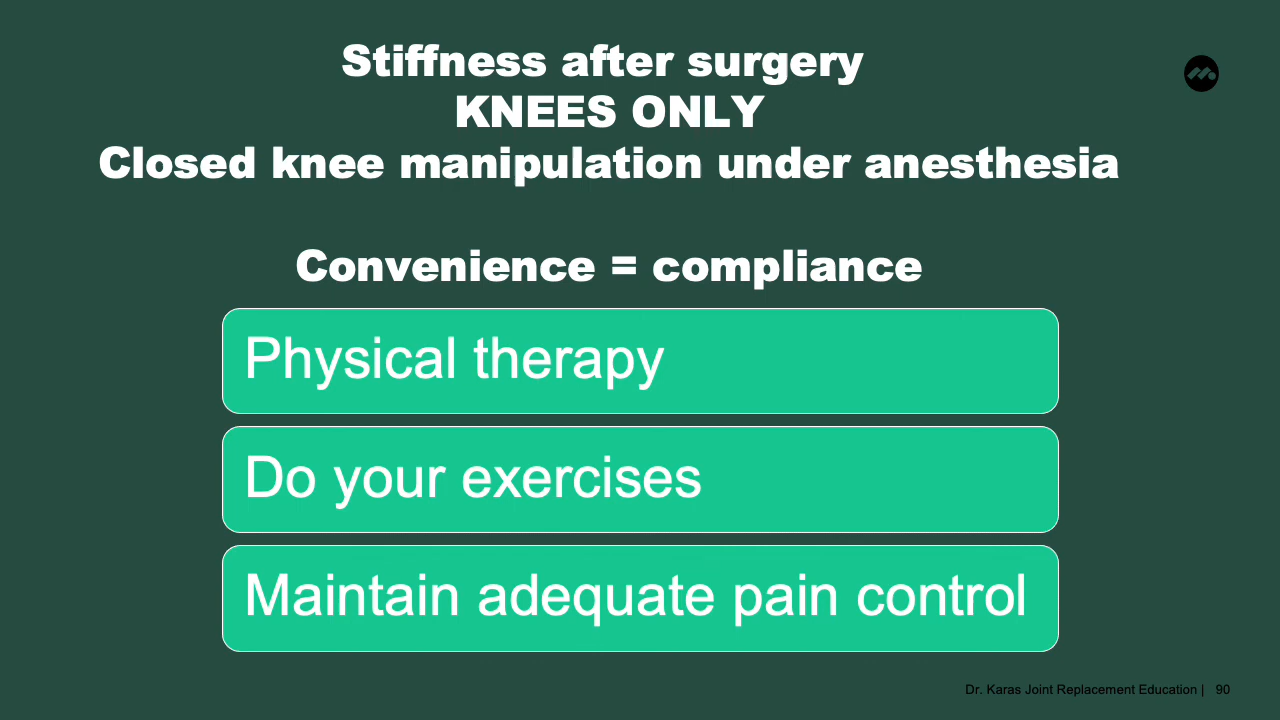 Stiffness after surgery
KNEES ONLY
Closed knee manipulation under anesthesia
Convenience = compliance
Physical therapy
Do your exercises
Maintain adequate pain control
Dr. Karas Joint Replacement Education | 90